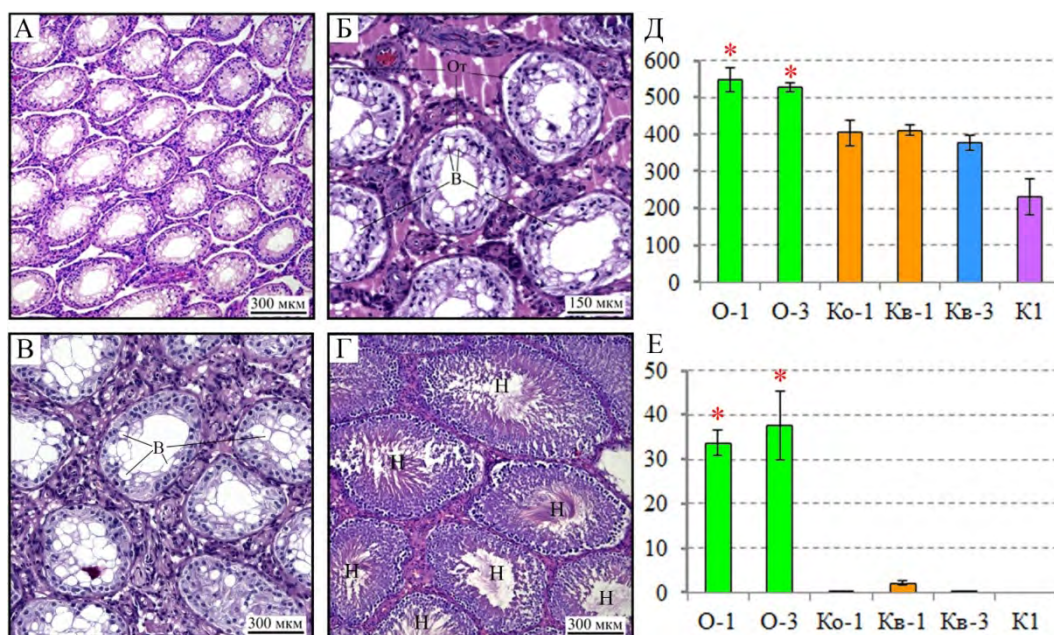 А
300 мкм
Б
От
В
150 мкм
В
В
300 мкм
Г
Н
Н
Н
Н
Н
Н
Н
Н
300 мкм
Д
600
500
400
300
200
100
0
*
*
О-1 О-3 Ко-1 Кв-1 Кв-3 К1
Е
50
40
30
20
10
0
*
*
О-1 О-3 Ко-1 Кв-1 Кв-3 К1